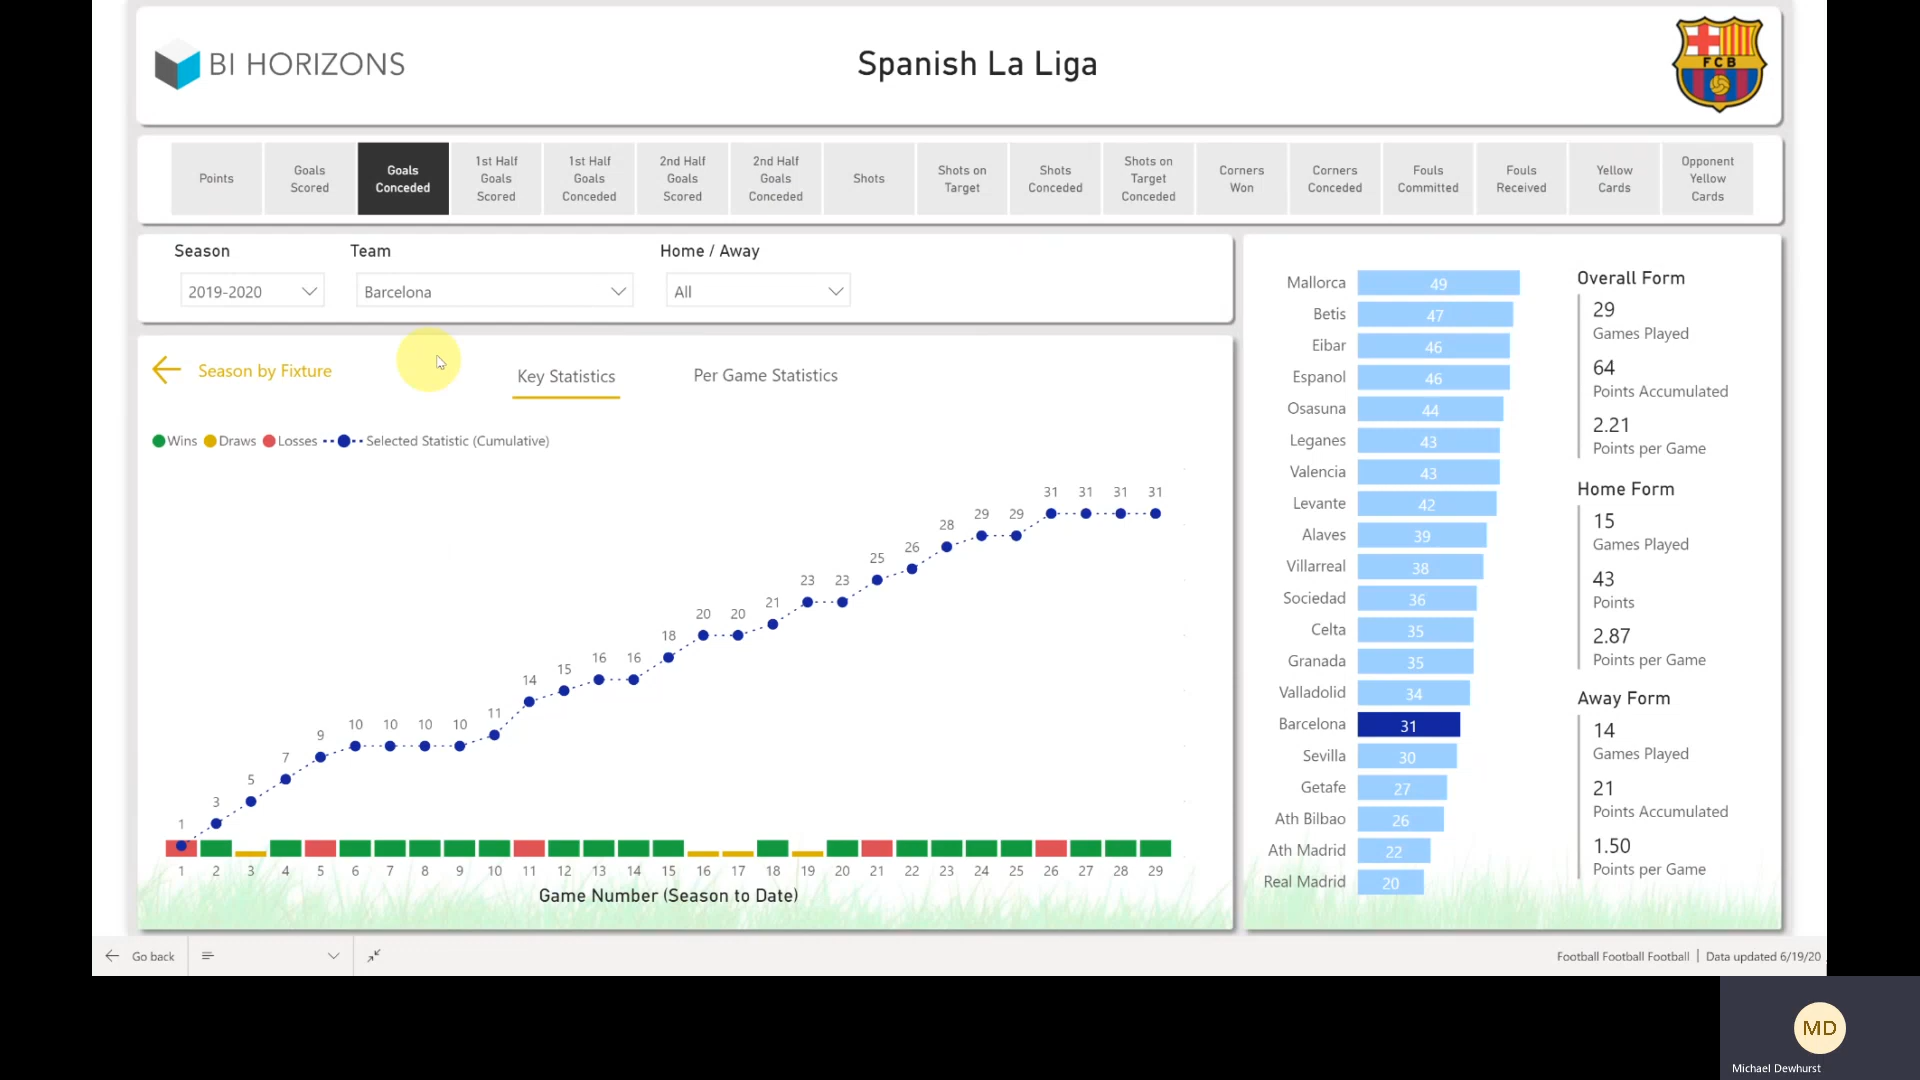 BI HORIZONS
Spanish La Liga
FCB
Points
Goals
Scored
Goals
Conceded
1st Half
Goals
Scored
1st Half
Goals
Conceded
2nd Half
Goals
Scored
2nd Half
Goals
Conceded
Shots
Shots on
Target
Shots
Conceded
Shots on
Target
Conceded
Corners
Won
Corners
Conceded
Fouls
Committed
Fouls
Received
Yellow
Cards
Opponent
Yellow
Cards
Season
2019-2020
Team
Barcelona
Home / Away
All
Season by Fixture
Key Statistics
Per Game Statistics
Wins Draws Losses Selected Statistic (Cumulative)
1 3 5 7 9 10 10 10 10 11 14 15 16 16 18 20 20 21 23 23 25 26 28 29 29 31 31 31 31
1 2 3 4 5 6 7 8 9 10 11 12 13 14 15 16 17 18 19 20 21 22 23 24 25 26 27 28 29
Game Number (Season to Date)
Mallorca 49
Betis 47
Eibar 46
Espanol 46
Osasuna 44
Leganes 43
Valencia 43
Levante 42
Alaves 39
Villarreal 38
Sociedad 36
Celta 35
Granada 35
Valladolid 34
Barcelona 31
Sevilla 30
Getafe 27
Ath Bilbao 26
Ath Madrid 22
Real Madrid 20
Overall Form
29
Games Played
64
Points Accumulated
2.21
Points per Game
Home Form
15
Games Played
43
Points
2.87
Points per Game
Away Form
14
Games Played
21
Points Accumulated
1.50
Points per Game
Go back
Football Football Football | Data updated 6/19/20
MD
Michael Dewhurst